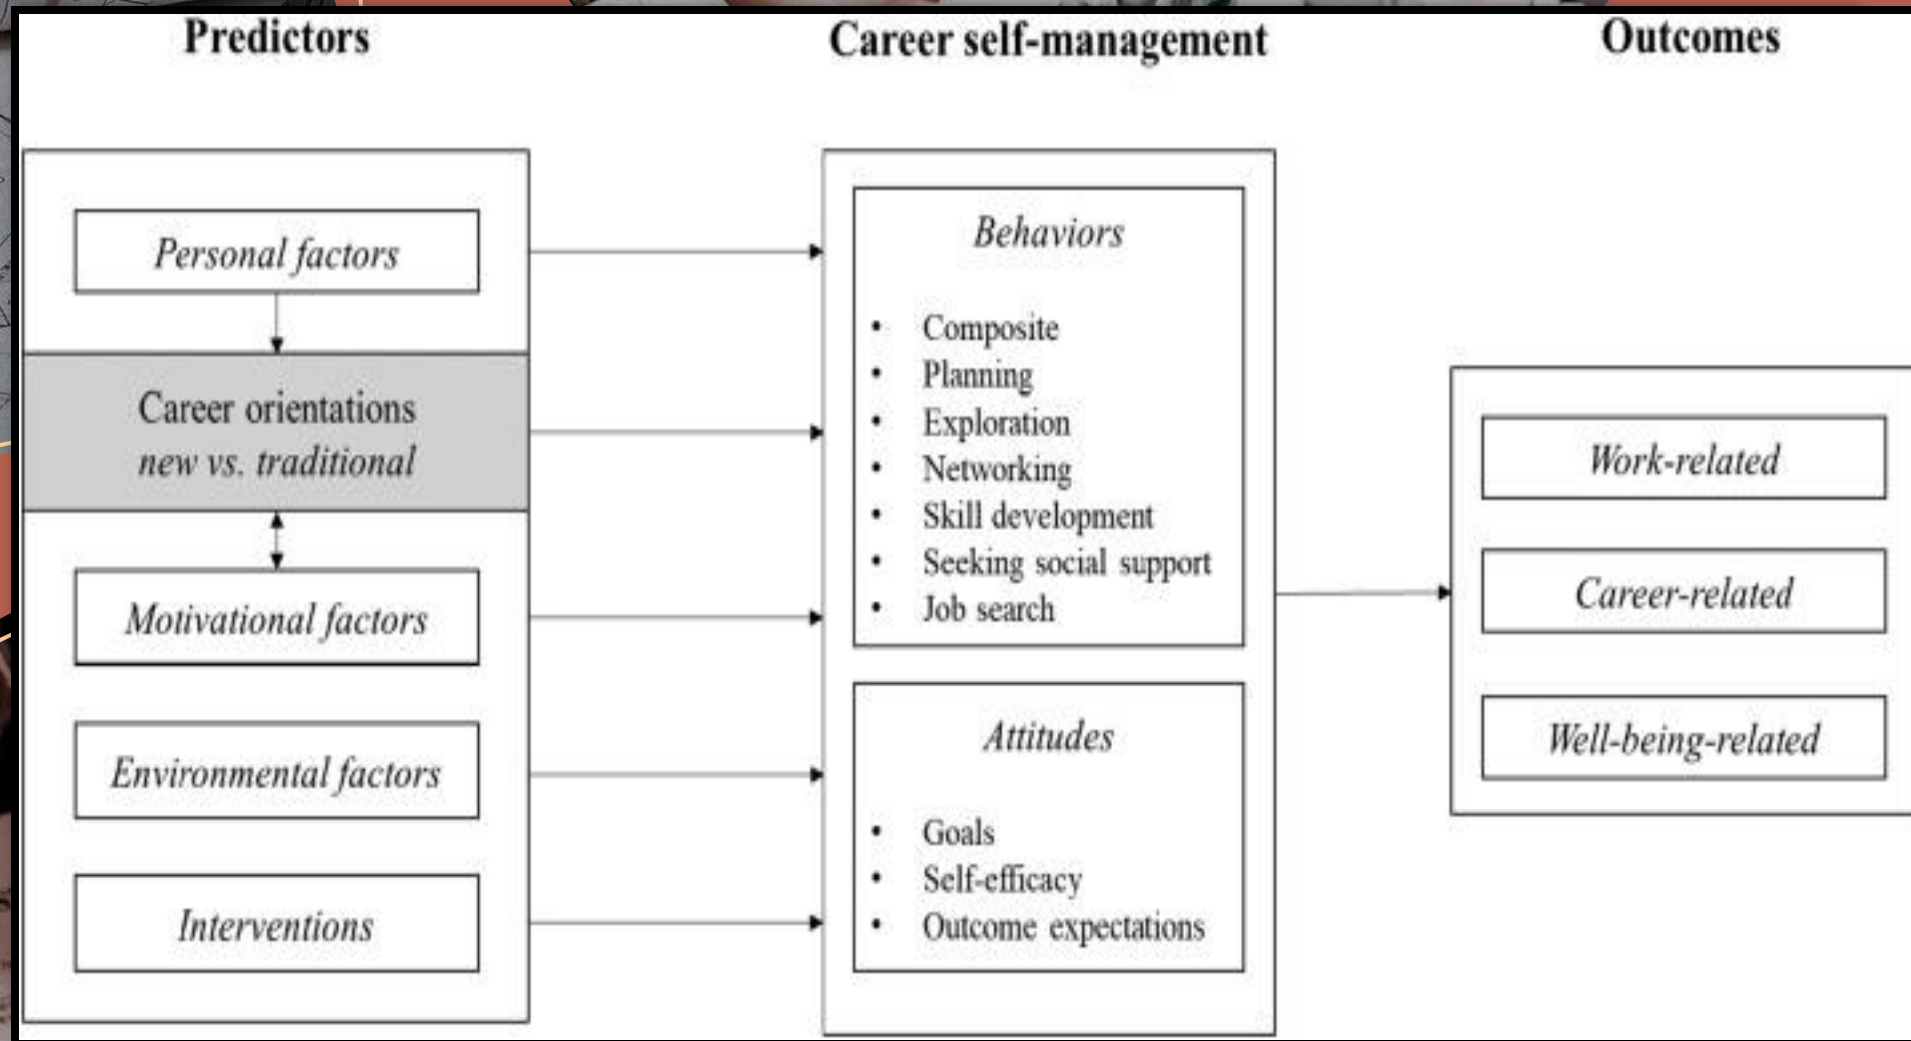 Predictors
Career self-management
Outcomes
Personal factors
Career orientations
new vs. traditional
Motivational factors
Environmental factors
Interventions
Behaviors
• Composite
• Planning
• Exploration
• Networking
• Skill development
• Seeking social support
• Job search
Attitudes
• Goals
• Self-efficacy
• Outcome expectations
Work-related
Career-related
Well-being-related